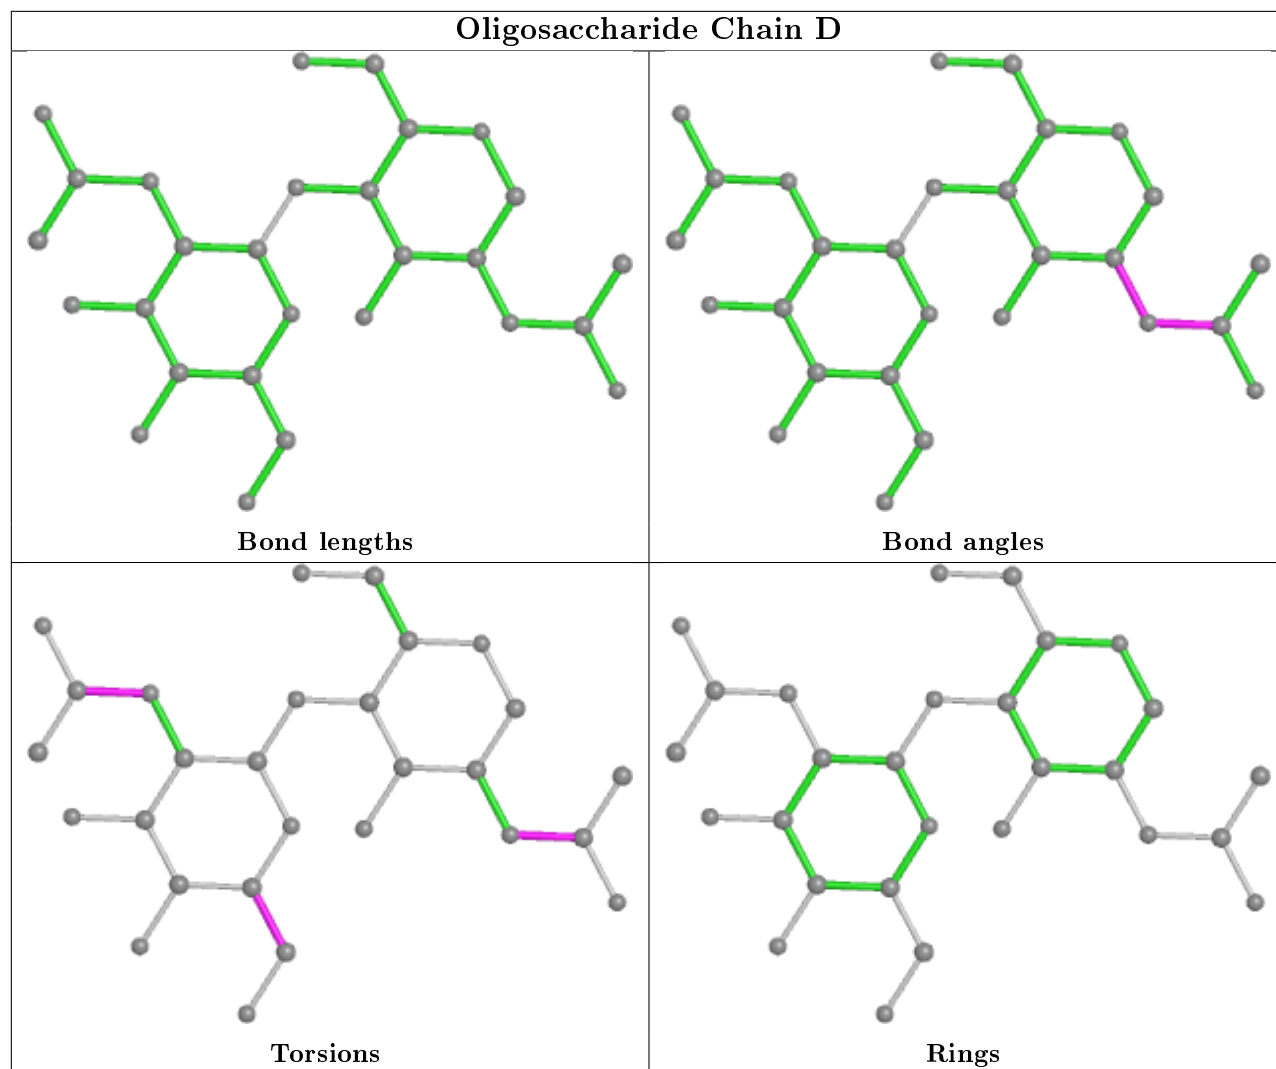 Oligosaccharide Chain D
Bond lengths
Bond angles
Torsions
Rings